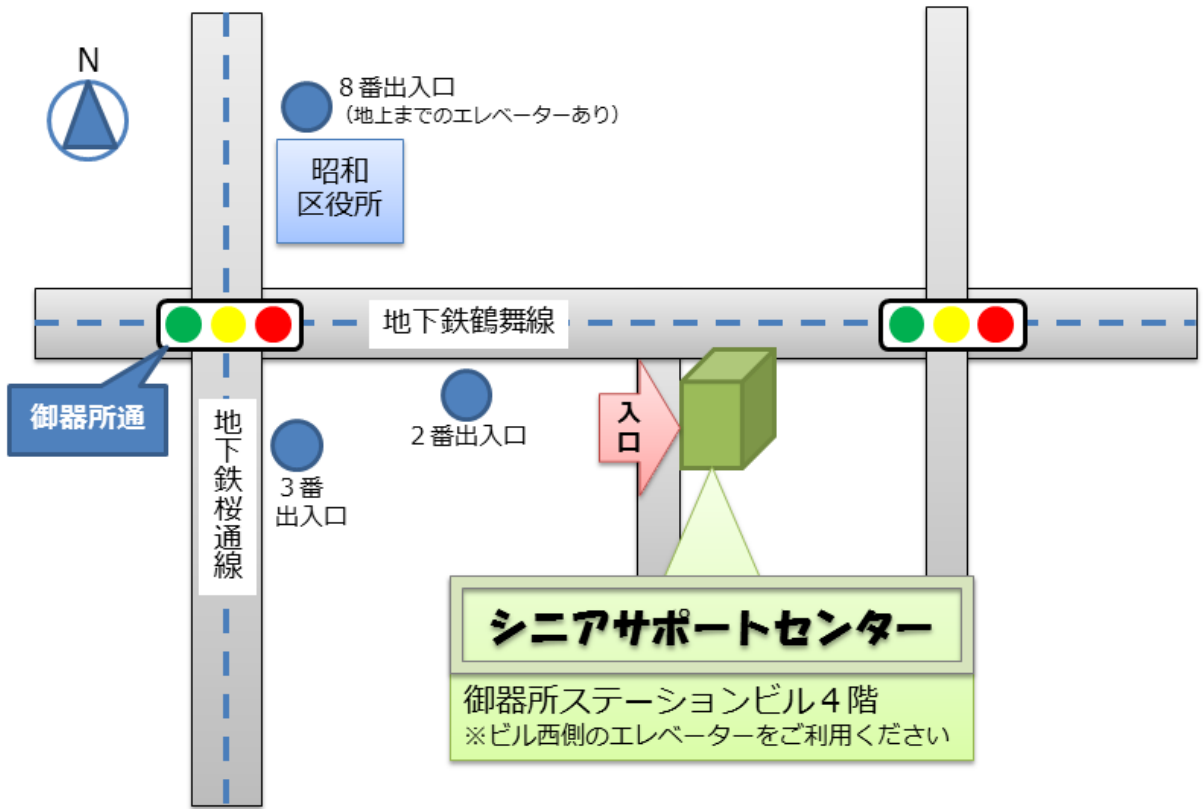 N
８番出入口
（地上までのエレベーターあり）
昭和
区役所
地下鉄鶴舞線
御器所通
地下鉄桜通線
３番
出入口
２番出入口
入口
シニアサポートセンター
御器所ステーションビル４階
※ビル西側のエレベーターをご利用ください